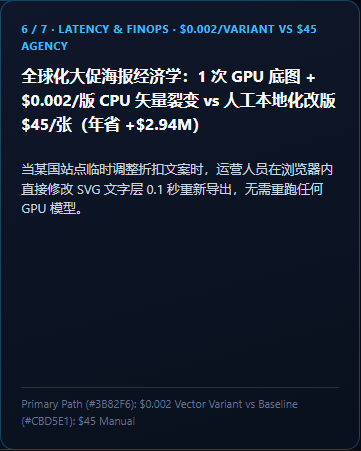 6 / 7 · LATENCY & FINOPS · $0.002/VARIANT VS $45
AGENCY
全球化大促海报经济学：1 次 GPU 底图 +
$0.002/版 CPU 矢量裂变 vs 人工本地化改版
$45/张（年省 +$2.94M）
当某国站点临时调整折扣文案时，运营人员在浏览器内
直接修改 SVG 文字层 0.1 秒重新导出，无需重跑任何
GPU 模型。
Primary Path (#3B82F6): $0.002 Vector Variant vs Baseline
(#CBD5E1): $45 Manual